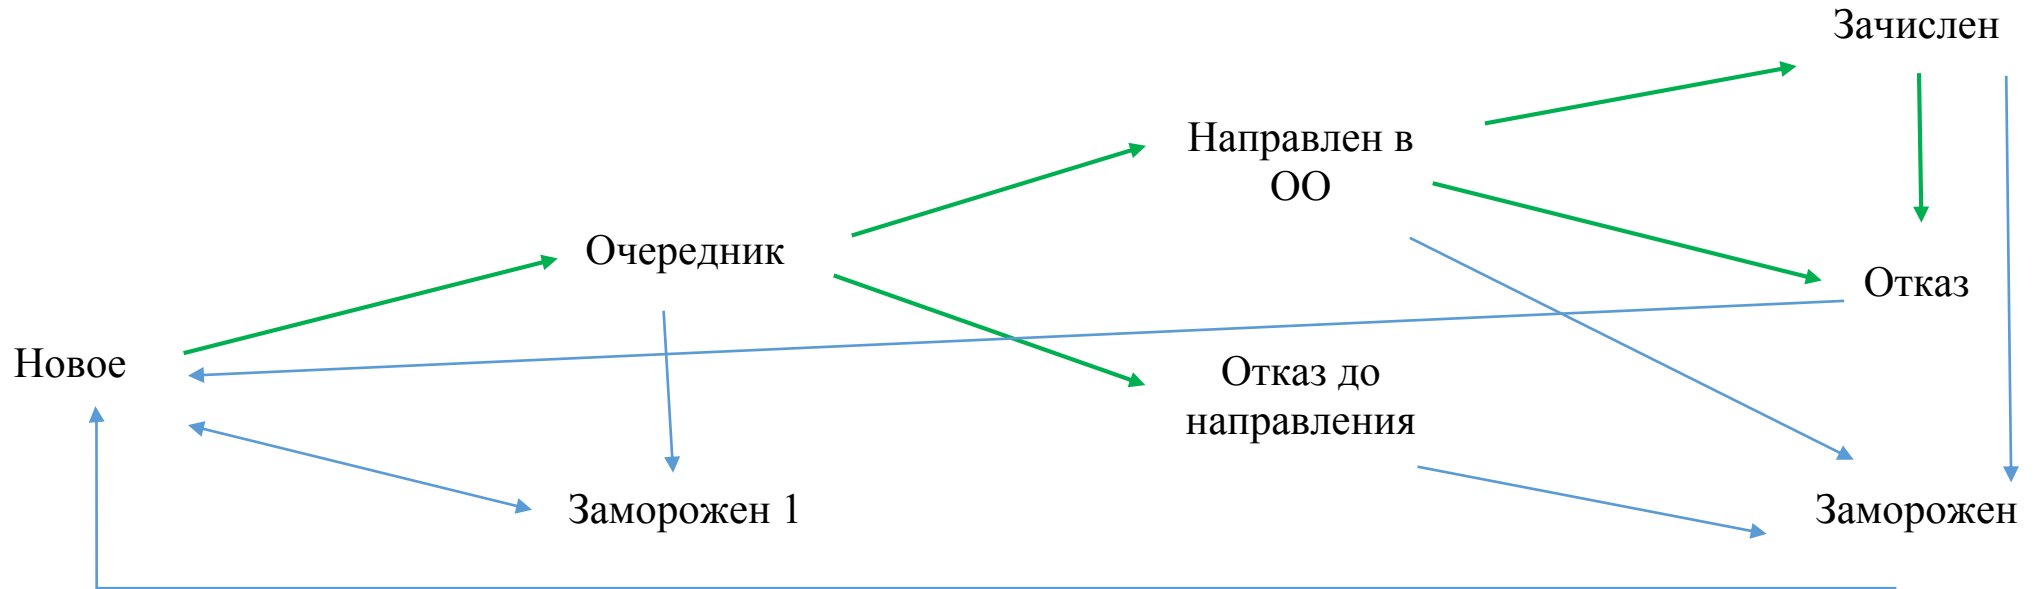 Зачислен
Направлен в
ОО
Очередник
Отказ
Новое
Отказ до
направления
Заморожен 1
Заморожен